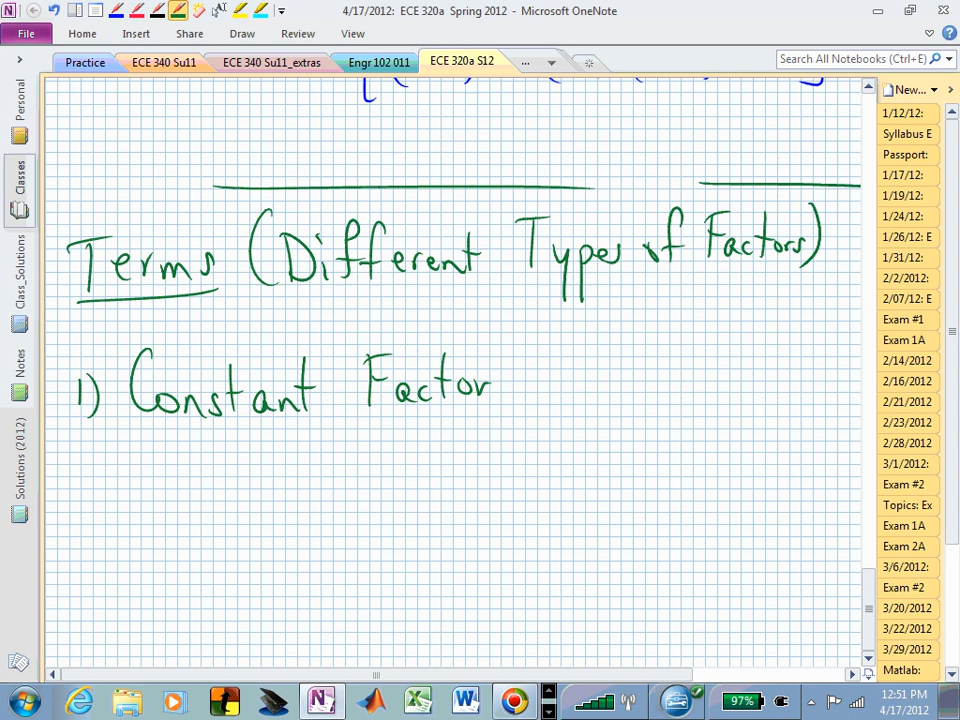 4/17/2012: ECE 320a Spring 2012 - Microsoft OneNote
File Home Insert Share Draw Review View
Practice ECE 340 Su11 ECE 340 Su11_extras Engr 102 011 ECE 320a S12 ...
Search All Notebooks (Ctrl+E)
New...
Personal
Classes
Class_Solutions
Notes
Solutions (2012)
Terms (Different Types of Factors)
1) Constant Factor
1/12/12:
Syllabus E
Passport:
1/17/12:
1/19/12:
1/24/12:
1/26/12: E
1/31/12:
2/2/2012:
2/07/12: E
Exam #1
Exam 1A
2/14/2012
2/16/2012
2/21/2012
2/23/2012
2/28/2012
3/1/2012:
Exam #2
Topics: Ex
Exam 1A
Exam 2A
3/6/2012:
Exam #2
3/20/2012
3/22/2012
3/29/2012
Matlab:
97%
12:51 PM
4/17/2012